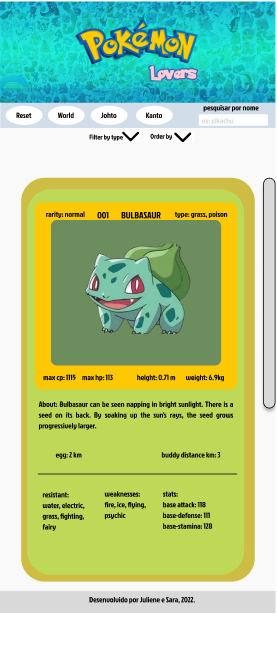 POKéMON
Lovers
Reset World Johto Kanto
pesquisar por nome
ex: pikachu
Filter by type Order by
rarity: normal 001 BULBASAUR type: grass, poison
max cp: 1115 max hp: 113 height: 0.71 m weight: 6.9kg
About: Bulbasaur can be seen napping in bright sunlight. There is a
seed on its back. By soaking up the sun's rays, the seed grows
progressively larger.
egg: 2 km buddy distance km: 3
resistant:
water, electric,
grass, fighting,
fairy
weaknesses:
fire, ice, flying,
psychic
stats:
base attack: 118
base-defense: 111
base-stamina: 128
Desenvolvido por Juliene e Sara, 2022.